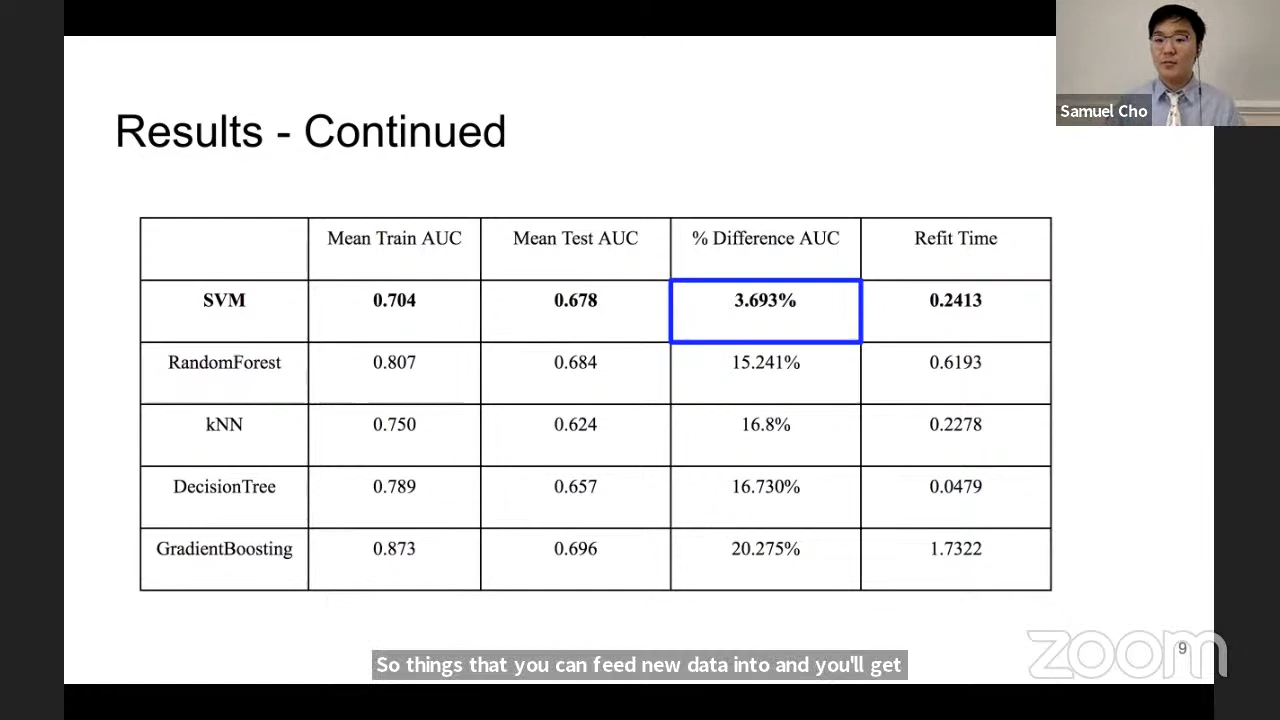 Samuel Cho
Results - Continued
Mean Train AUC Mean Test AUC % Difference AUC Refit Time
SVM 0.704 0.678 3.693% 0.2413
RandomForest 0.807 0.684 15.241% 0.6193
kNN 0.750 0.624 16.8% 0.2278
DecisionTree 0.789 0.657 16.730% 0.0479
GradientBoosting 0.873 0.696 20.275% 1.7322
So things that you can feed new data into and you'll get
zoom
9